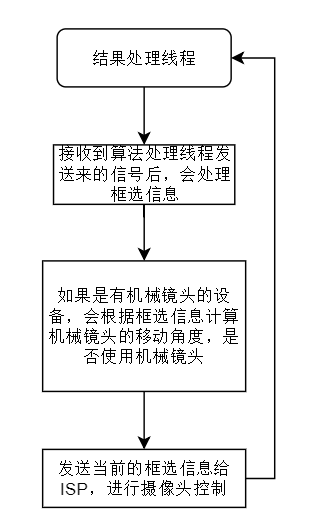 结果处理线程
接收到算法处理线程发
送来的信号后，会处理
框选信息
如果是有机械镜头的设
备，会根据框选信息计算
机械镜头的移动角度，是
否使用机械镜头
发送当前的框选信息给
ISP，进行摄像头控制